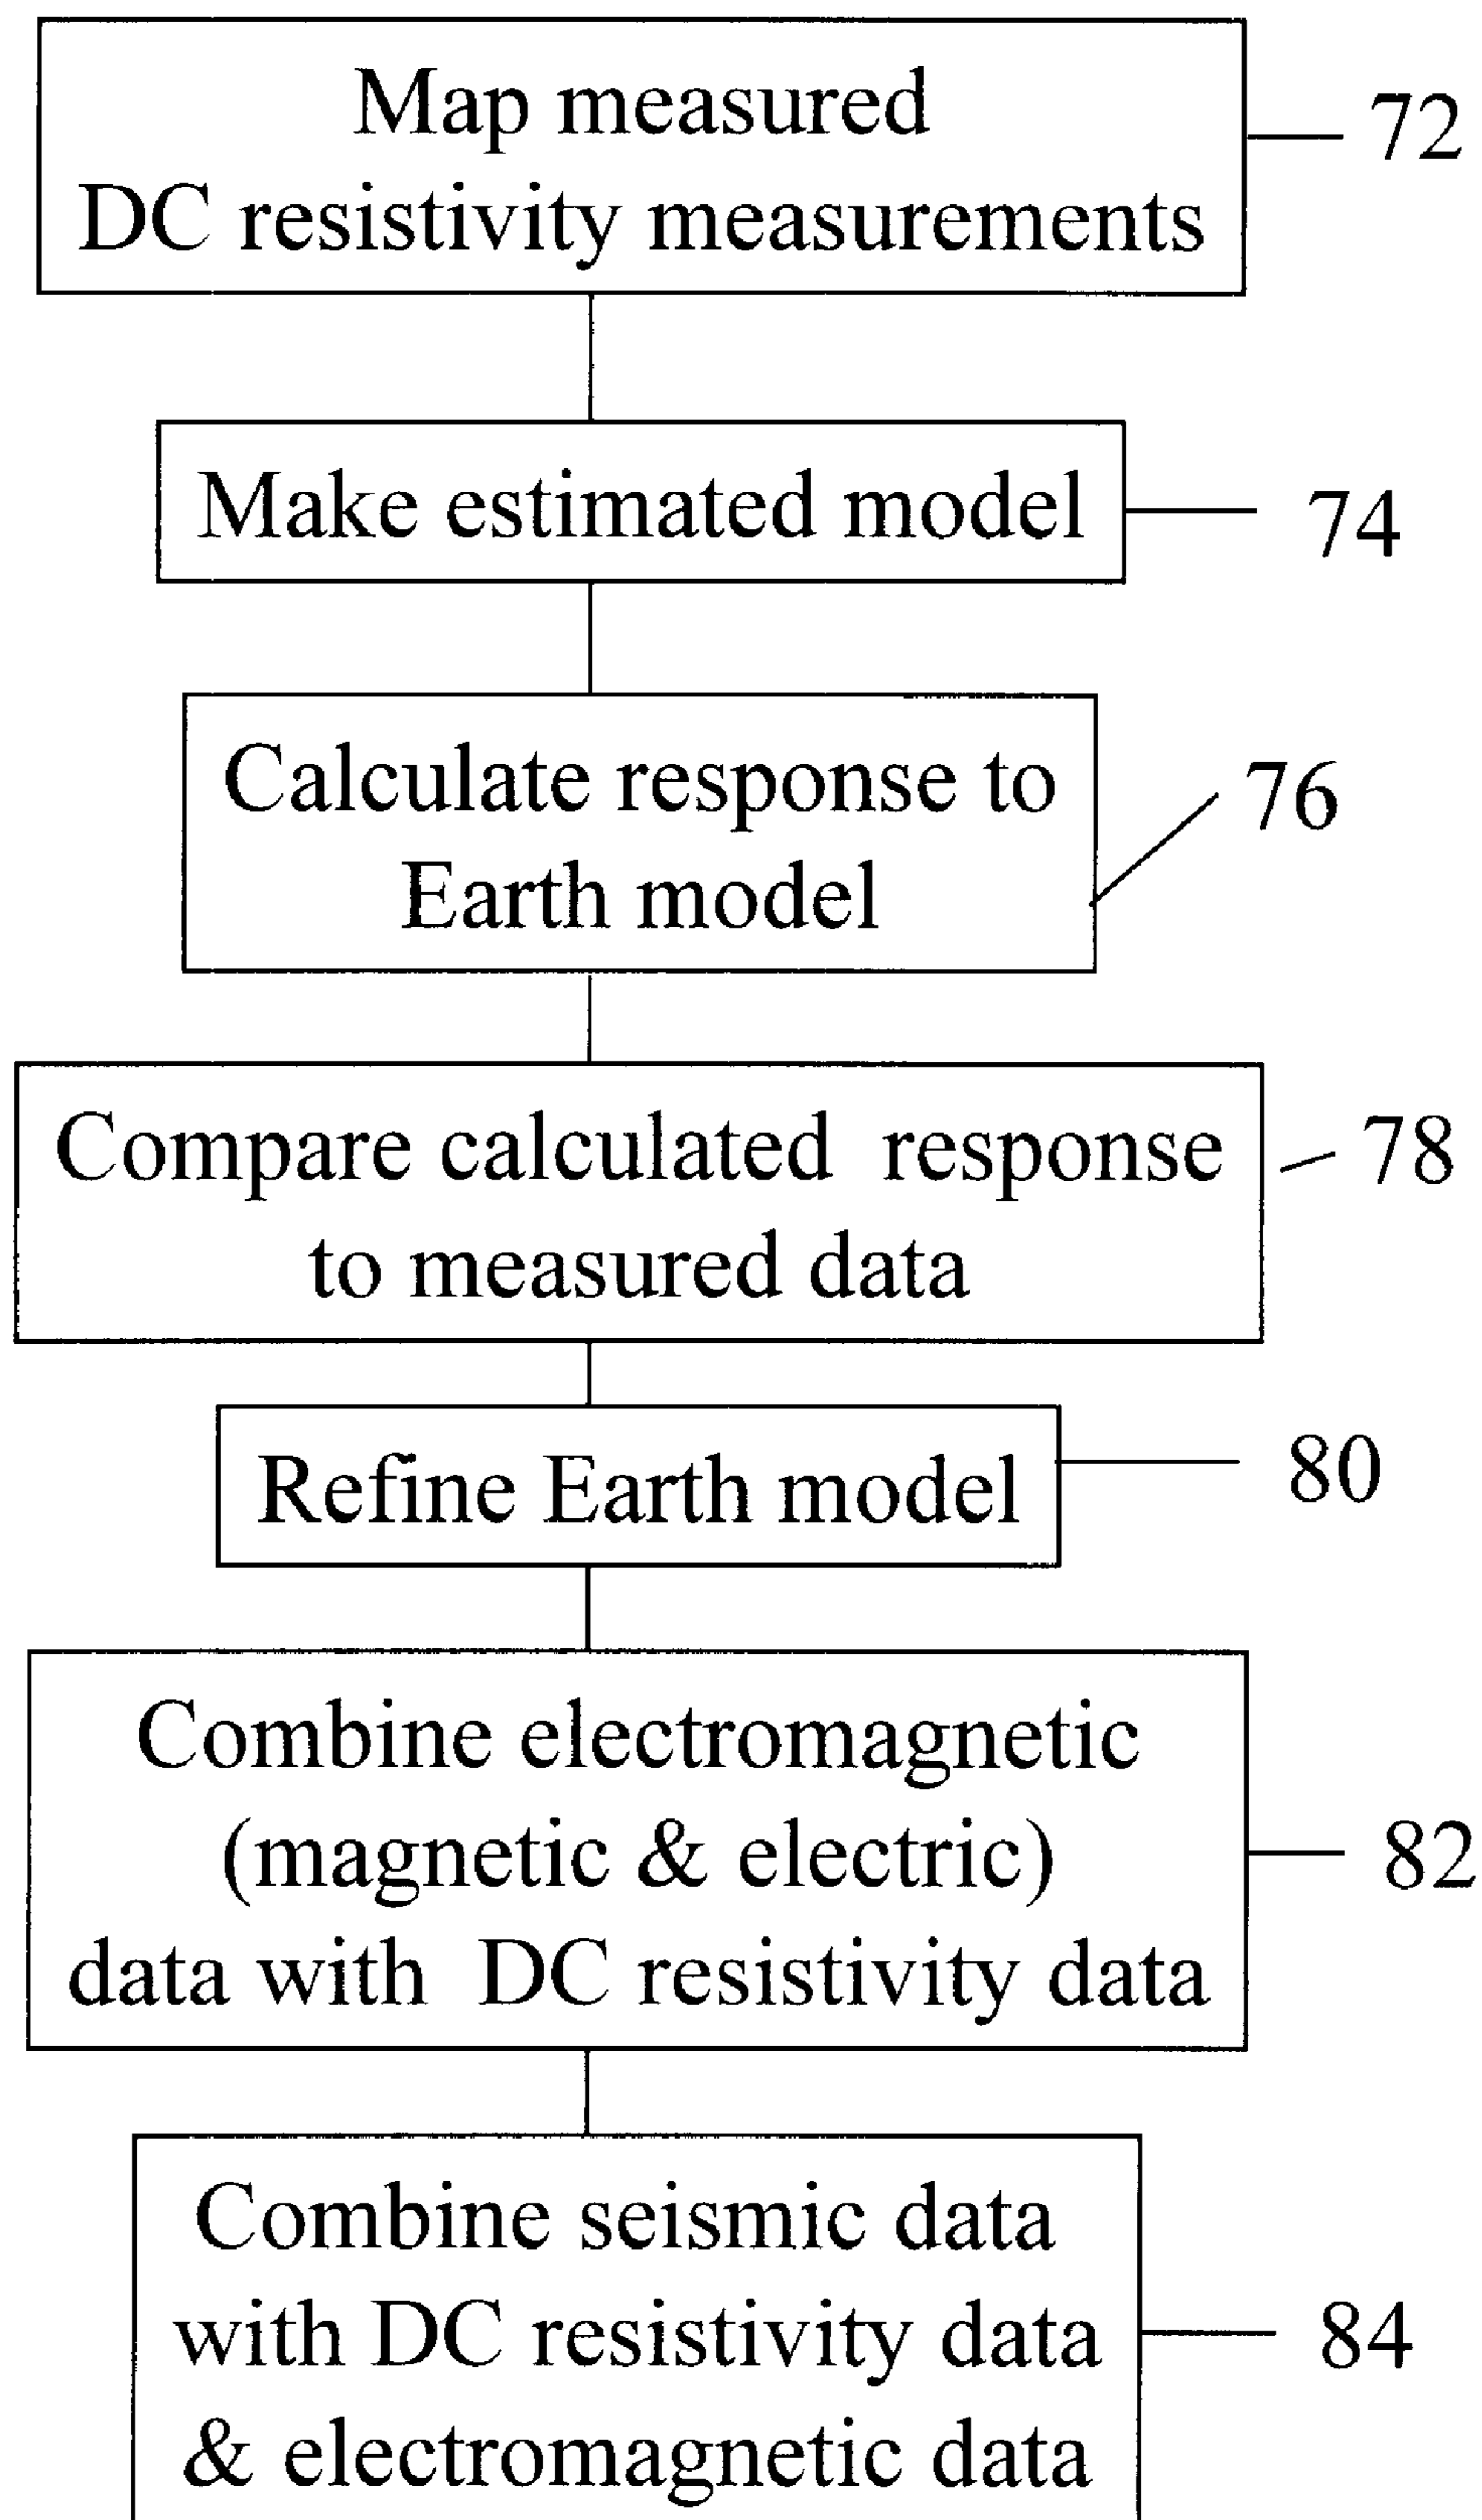 Map measured
DC resistivity measurements
72
Make estimated model
74
Calculate response to
Earth model
76
Compare calculated response
to measured data
78
Refine Earth model
80
Combine electromagnetic
(magnetic & electric)
data with DC resistivity data
82
Combine seismic data
with DC resistivity data
& electromagnetic data
84